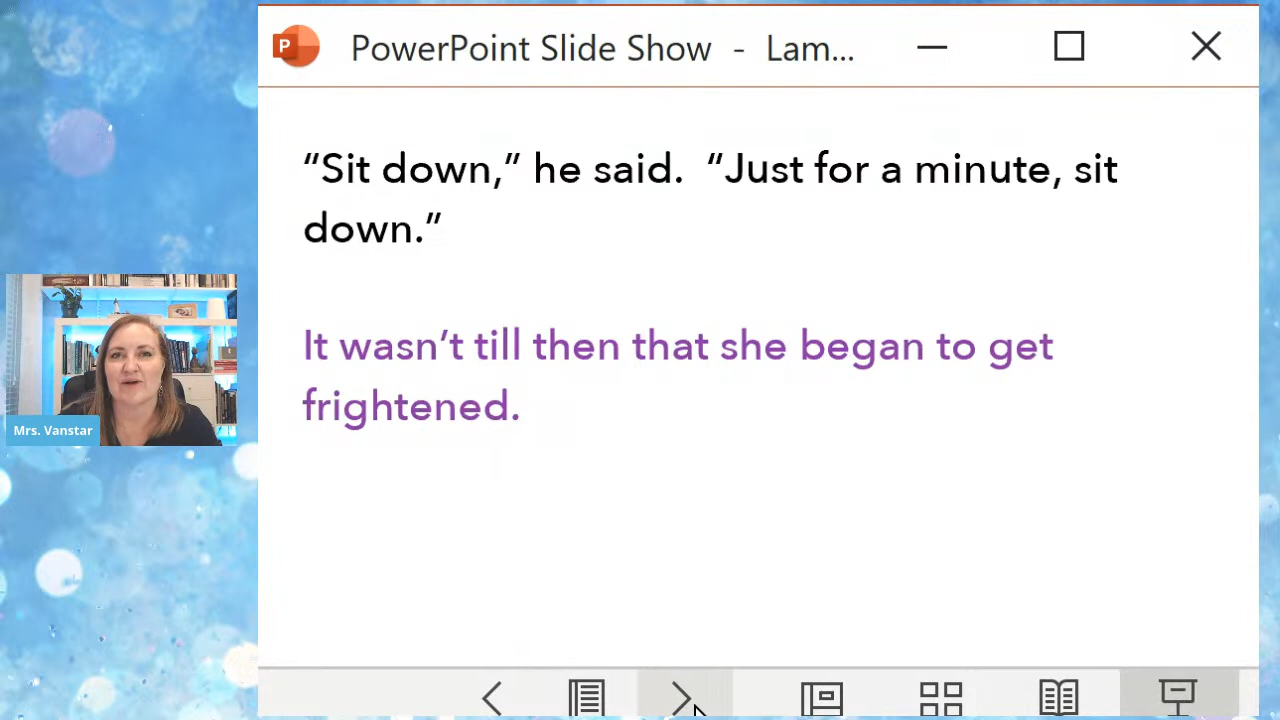 P PowerPoint Slide Show - Lam...
“Sit down,” he said.  “Just for a minute, sit
down.”
It wasn’t till then that she began to get
frightened.
Mrs. Vanstar